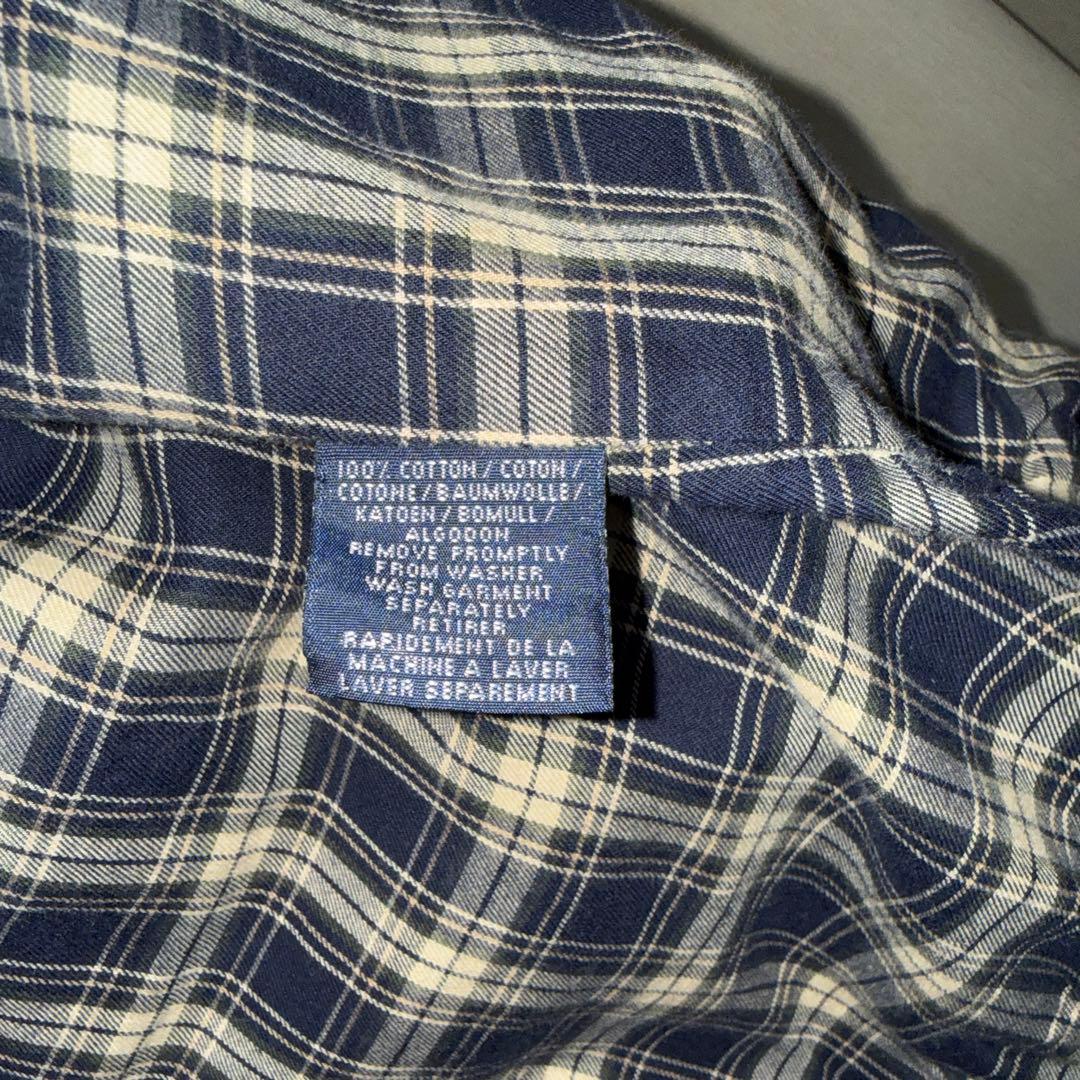 100% COTTON / COTON /
COTONE / BAUMWOLLE /
KATOEN / BOMULL /
ALGODON
REMOVE PROMPTLY
FROM WASHER
WASH GARMENT
SEPARATELY
RETIRER
RAPIDEMENT DE LA
MACHINE A LAVER
LAVER SEPAREMENT